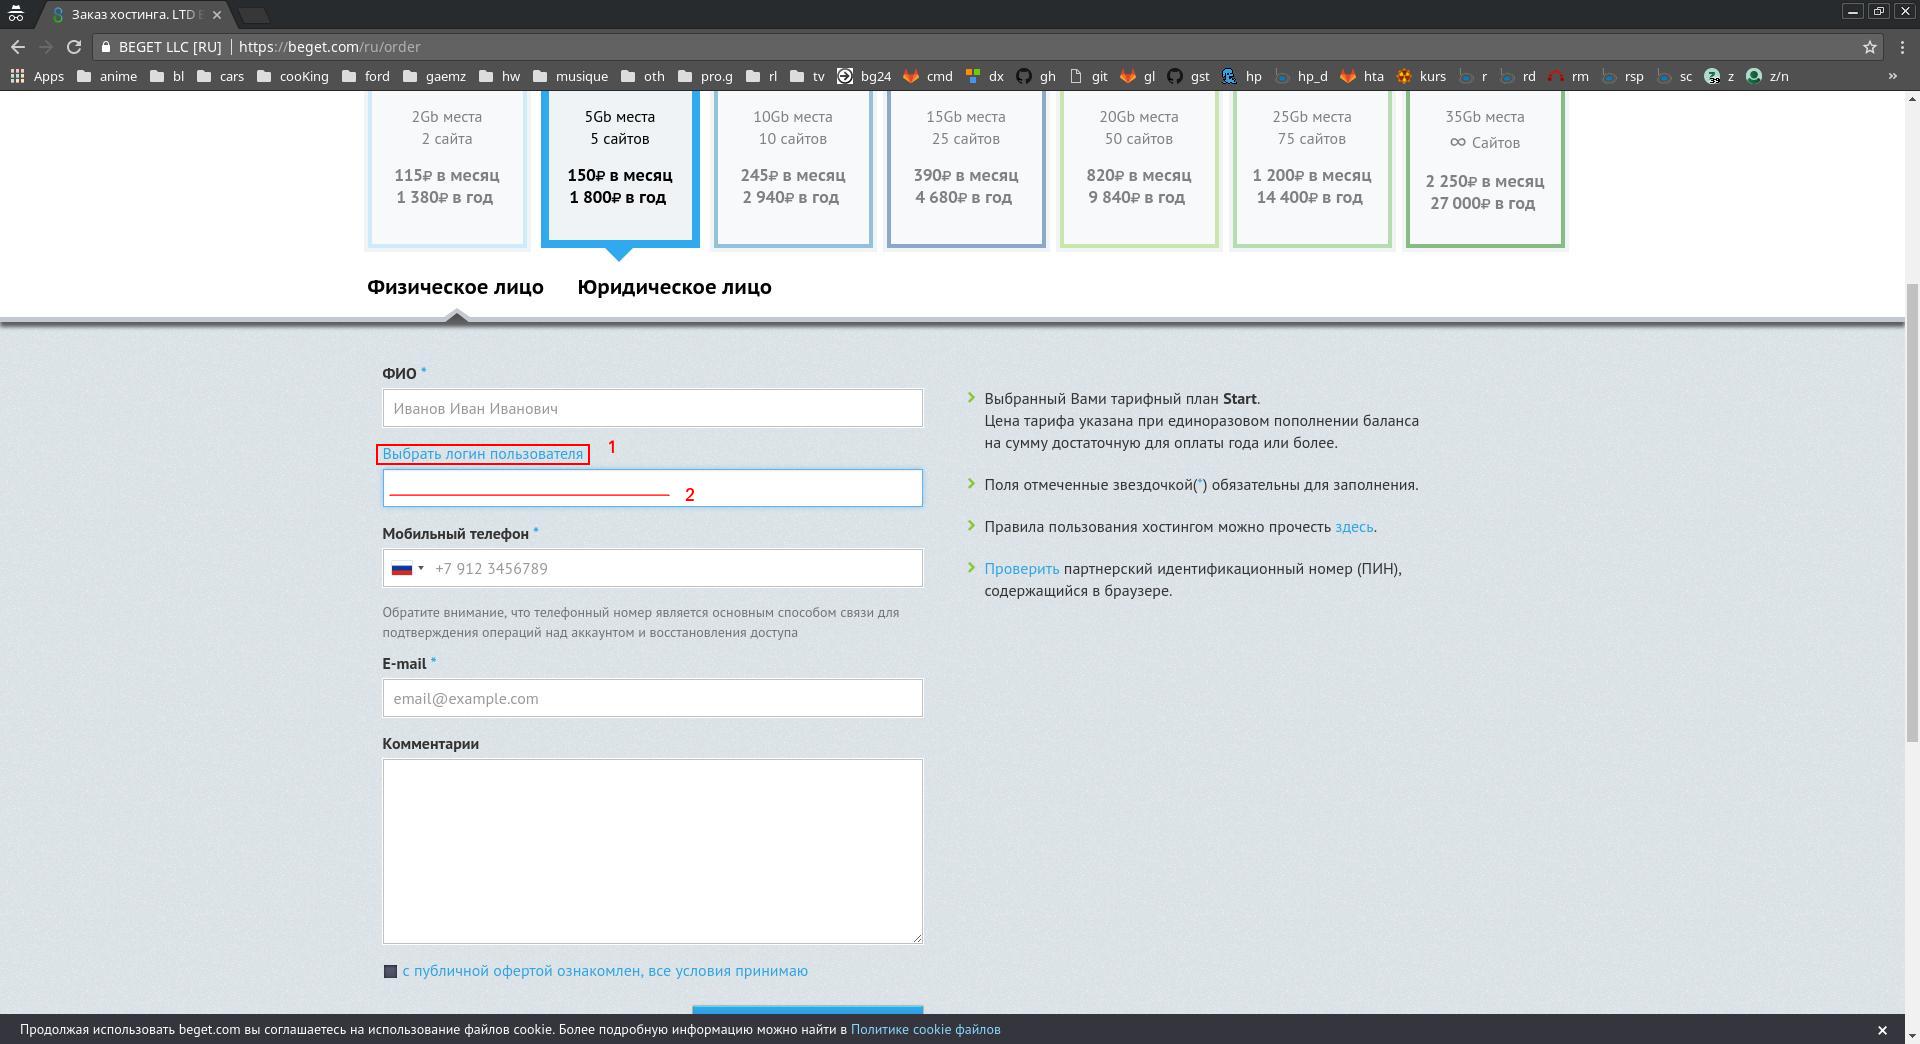 Заказ хостинга. LTD
BEGET LLC [RU] | https://beget.com/ru/order
Apps anime bl cars cooKing ford gaemz hw musique oth pro.g rl tv bg24 cmd dx gh git gl gst hp hp_d hta kurs r rd rm rsp sc z z/n »
2Gb места
2 сайта
115₽ в месяц
1 380₽ в год
5Gb места
5 сайтов
150₽ в месяц
1 800₽ в год
10Gb места
10 сайтов
245₽ в месяц
2 940₽ в год
15Gb места
25 сайтов
390₽ в месяц
4 680₽ в год
20Gb места
50 сайтов
820₽ в месяц
9 840₽ в год
25Gb места
75 сайтов
1 200₽ в месяц
14 400₽ в год
35Gb места
∞ Сайтов
2 250₽ в месяц
27 000₽ в год
Физическое лицо Юридическое лицо
ФИО *
Иванов Иван Иванович
Выбрать логин пользователя 1
2
Мобильный телефон *
+7 912 3456789
Обратите внимание, что телефонный номер является основным способом связи для
подтверждения операций над аккаунтом и восстановления доступа
E-mail *
email@example.com
Комментарии
с публичной офертой ознакомлен, все условия принимаю
Выбранный Вами тарифный план Start.
Цена тарифа указана при единоразовом пополнении баланса
на сумму достаточную для оплаты года или более.
Поля отмеченные звездочкой(*) обязательны для заполнения.
Правила пользования хостингом можно прочесть здесь.
Проверить партнерский идентификационный номер (ПИН),
содержащийся в браузере.
Продолжая использовать beget.com вы соглашаетесь на использование файлов cookie. Более подробную информацию можно найти в Политике cookie файлов